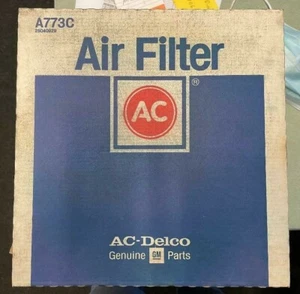 A773C
Air Filter
AC
®
AC-Delco
Genuine GM Parts